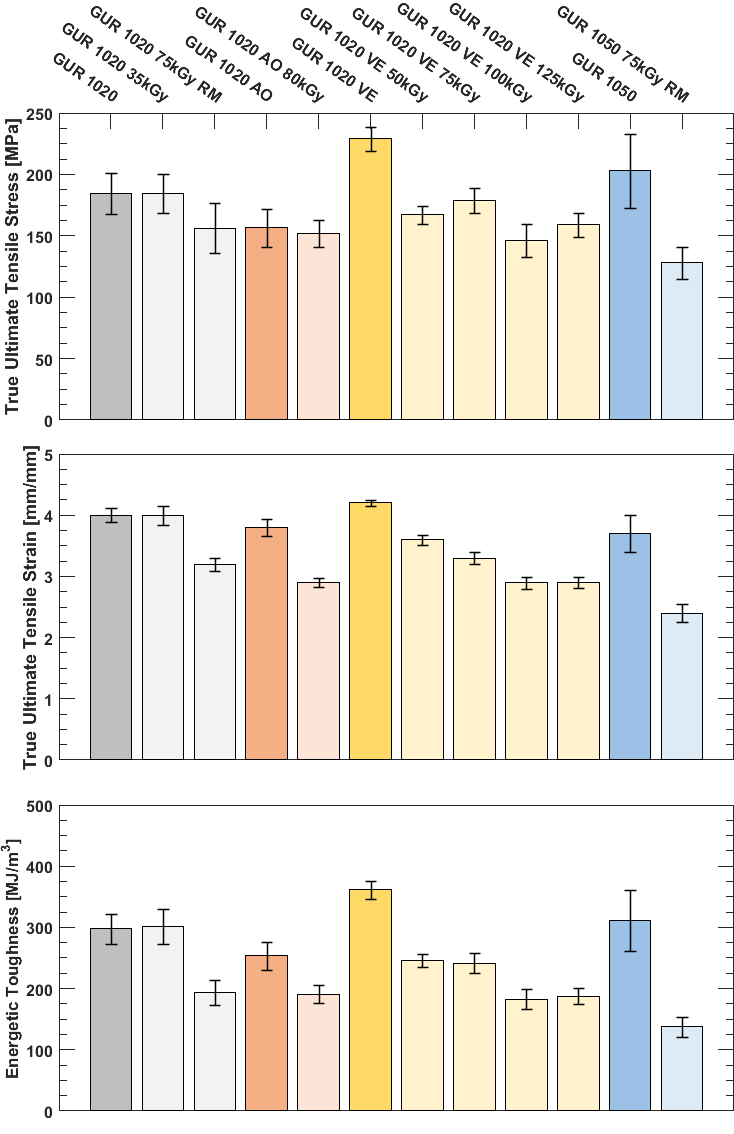 GUR 1020
GUR 1020 35kGy
GUR 1020 75kGy RM
GUR 1020 AO
GUR 1020 AO 80kGy
GUR 1020 VE
GUR 1020 VE 50kGy
GUR 1020 VE 75kGy
GUR 1020 VE 100kGy
GUR 1020 VE 125kGy
GUR 1050
GUR 1050 75kGy RM
True Ultimate Tensile Stress [MPa]
250
200
150
100
50
0
True Ultimate Tensile Strain [mm/mm]
5
4
3
2
1
0
Energetic Toughness [MJ/m³]
500
400
300
200
100
0